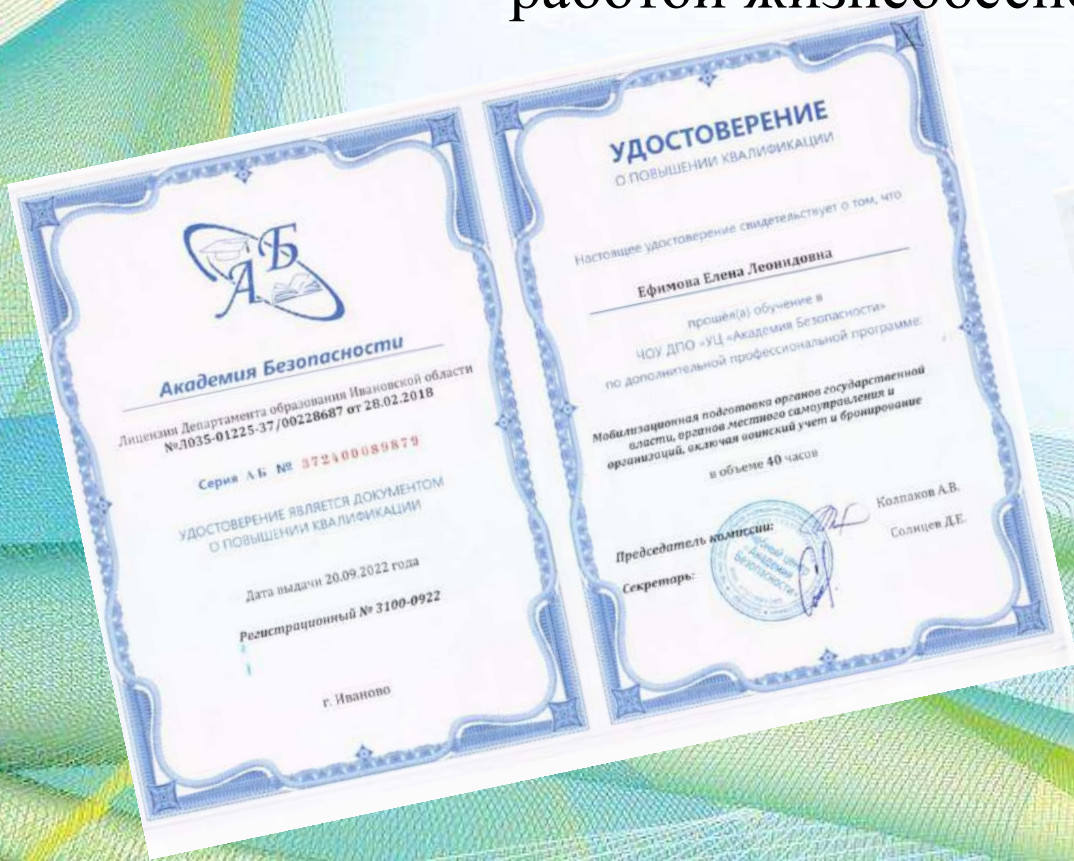 работой жизнеобесп
АБ
Академия Безопасности
Лицензия Департамента образования Ивановской области
№Л035-01225-37/00228687 от 28.02.2018
Серия АБ № 372400089879
УДОСТОВЕРЕНИЕ ЯВЛЯЕТСЯ ДОКУМЕНТОМ
О ПОВЫШЕНИИ КВАЛИФИКАЦИИ
Дата выдачи 20.09.2022 года
Регистрационный № 3100-0922
г. Иваново
УДОСТОВЕРЕНИЕ
О ПОВЫШЕНИИ КВАЛИФИКАЦИИ
Настоящее удостоверение свидетельствует о том, что
Ефимова Елена Леонидовна
прошел(а) обучение в
ЧОУ ДПО «УЦ «Академия Безопасности»
по дополнительной профессиональной программе:
Мобилизационная подготовка органов государственной
власти, органов местного самоуправления и
организаций, включая воинский учет и бронирование
в объеме 40 часов
Председатель комиссии:
Колпаков А.В.
Секретарь:
Солнцев Д.Е.
Академия
Безопасности»